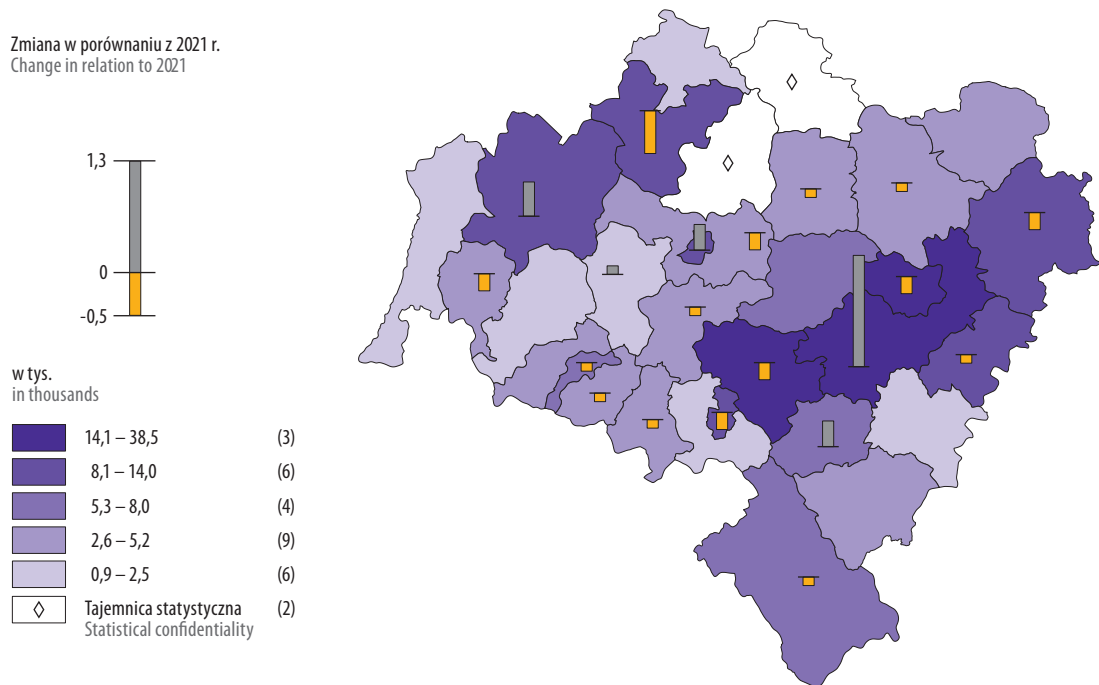 Zmiana w porównaniu z 2021 r.
Change in relation to 2021
1,3
0
-0,5
w tys.
in thousands
14,1 – 38,5 (3)
8,1 – 14,0 (6)
5,3 – 8,0 (4)
2,6 – 5,2 (9)
0,9 – 2,5 (6)
Tajemnica statystyczna (2)
Statistical confidentiality